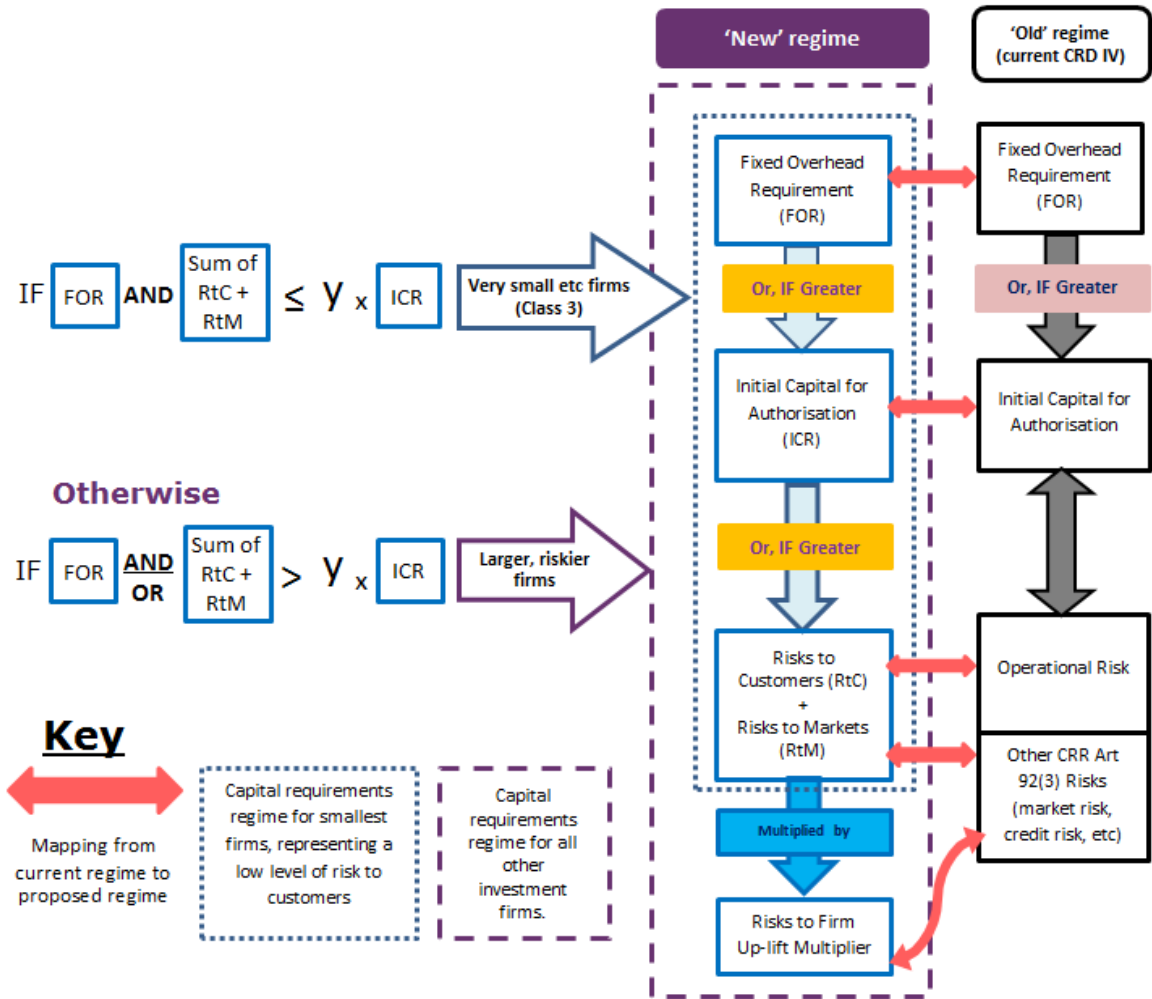 ‘New’ regime
‘Old’ regime
(current CRD IV)
Fixed Overhead
Requirement
(FOR)
Fixed Overhead
Requirement
(FOR)
IF FOR AND Sum of
RtC +
RtM ≤ y x ICR
Very small etc firms
(Class 3)
Or, IF Greater
Or, IF Greater
Initial Capital for
Authorisation
(ICR)
Initial Capital for
Authorisation
Otherwise
IF FOR AND
OR Sum of
RtC +
RtM > y x ICR
Larger, riskier
firms
Or, IF Greater
Risks to
Customers (RtC)
+
Risks to Markets
(RtM)
Operational Risk
Other CRR Art
92(3) Risks
(market risk,
credit risk, etc)
Multiplied by
Risks to Firm
Up-lift Multiplier
Key
Mapping from
current regime to
proposed regime
Capital requirements
regime for smallest
firms, representing a
low level of risk to
customers
Capital
requirements
regime for all
other
investment
firms.